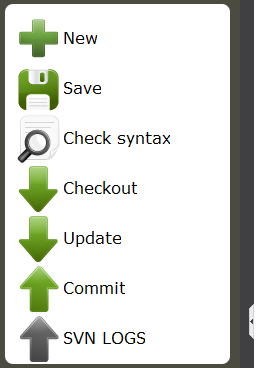 New
Save
Check syntax
Checkout
Update
Commit
SVN LOGS